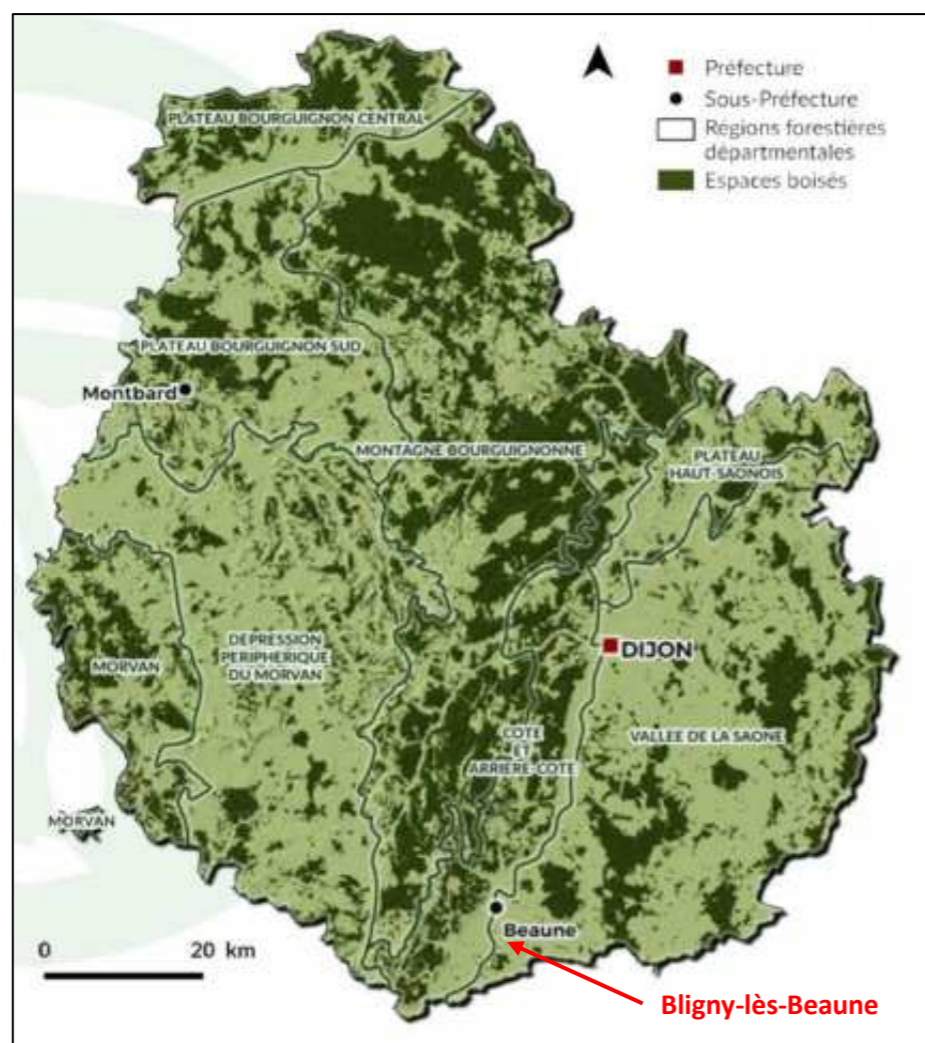 Préfecture
Sous-Préfecture
Régions forestières
départmentales
Espaces boisés
PLATEAU BOURGUIGNON CENTRAL
PLATEAU BOURGUIGNON SUD
Montbard
MONTAGNE BOURGUIGNONNE
PLATEAU
HAUT-SAONOIS
DÉPRESSION
PERIPHERIQUE
DU MORVAN
MORVAN
DIJON
VALLEE DE LA SAONE
COTE
ET
ARRIÈRE-COTE
MORVAN
Beaune
0 20 km
Bligny-lès-Beaune